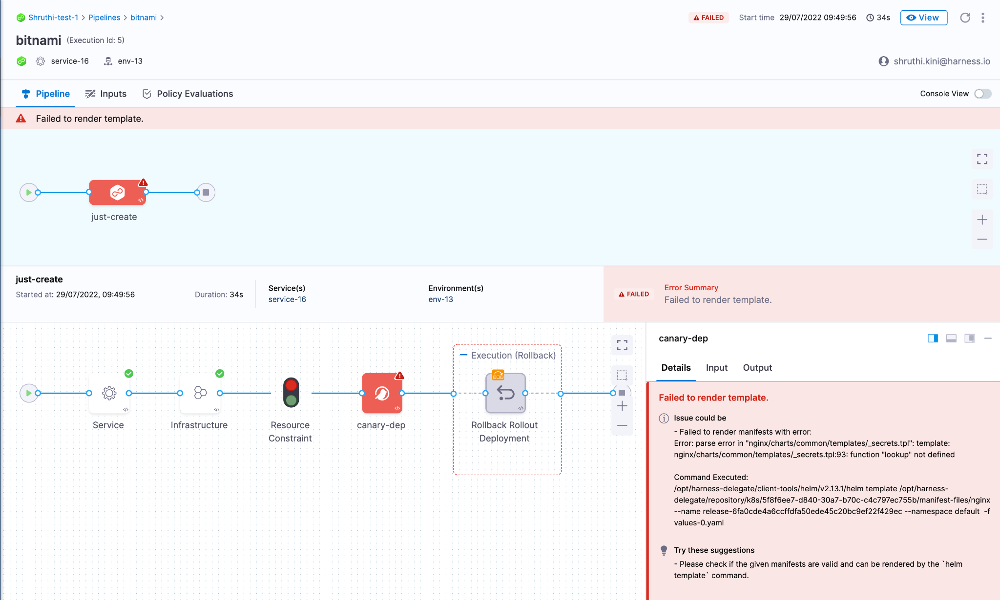 Shruthi-test-1 > Pipelines > bitnami >
FAILED Start time 29/07/2022 09:49:56 34s View
bitnami (Execution Id: 5)
service-16 env-13
shruthi.kini@harness.io
Pipeline Inputs Policy Evaluations
Console View
Failed to render template.
just-create
just-create
Started at: 29/07/2022, 09:49:56 Duration: 34s
Service(s)
service-16
Environment(s)
env-13
FAILED
Error Summary
Failed to render template.
Execution (Rollback)
Service
Infrastructure
Resource
Constraint
canary-dep
Rollback Rollout
Deployment
canary-dep
Details Input Output
Failed to render template.
Issue could be
- Failed to render manifests with error:
Error: parse error in "nginx/charts/common/templates/_secrets.tpl": template:
nginx/charts/common/templates/_secrets.tpl:93: function "lookup" not defined
Command Executed:
/opt/harness-delegate/client-tools/helm/v2.13.1/helm template /opt/harness-
delegate/repository/k8s/5f8f6ee7-d840-30a7-b70c-c4c797ec755b/manifest-files/nginx
--name release-6fa0cde4a6ccffdfa50ede45c20bc9ef22f429ec --namespace default -f
values-0.yaml
Try these suggestions
- Please check if the given manifests are valid and can be rendered by the `helm
template` command.